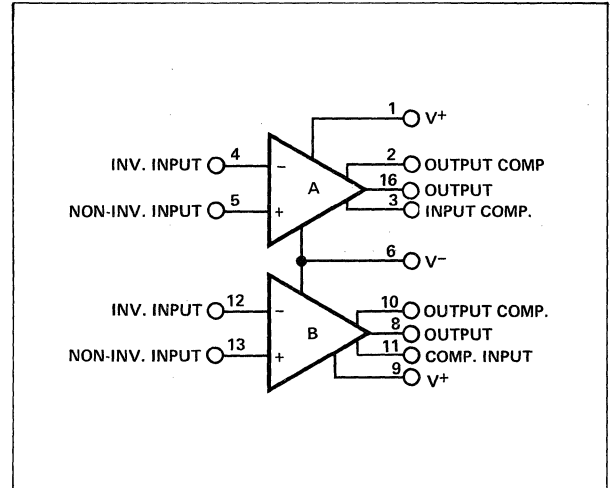 1 V+
INV. INPUT 4 − 2 OUTPUT COMP
A 16 OUTPUT
NON-INV. INPUT 5 + 3 INPUT COMP.
6 V−
INV. INPUT 12 − 10 OUTPUT COMP.
B 8 OUTPUT
NON-INV. INPUT 13 + 11 COMP. INPUT
9 V+